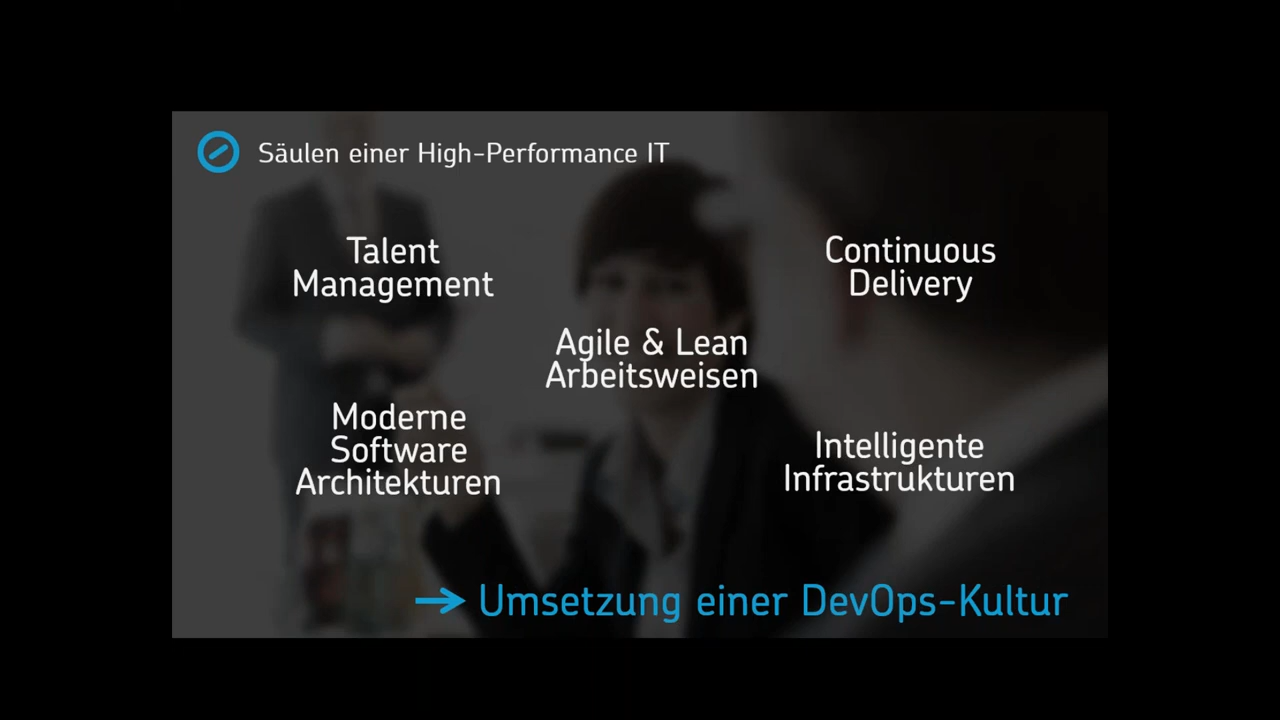 Säulen einer High-Performance IT
Talent
Management
Continuous
Delivery
Agile & Lean
Arbeitsweisen
Moderne
Software
Architekturen
Intelligente
Infrastrukturen
→ Umsetzung einer DevOps-Kultur